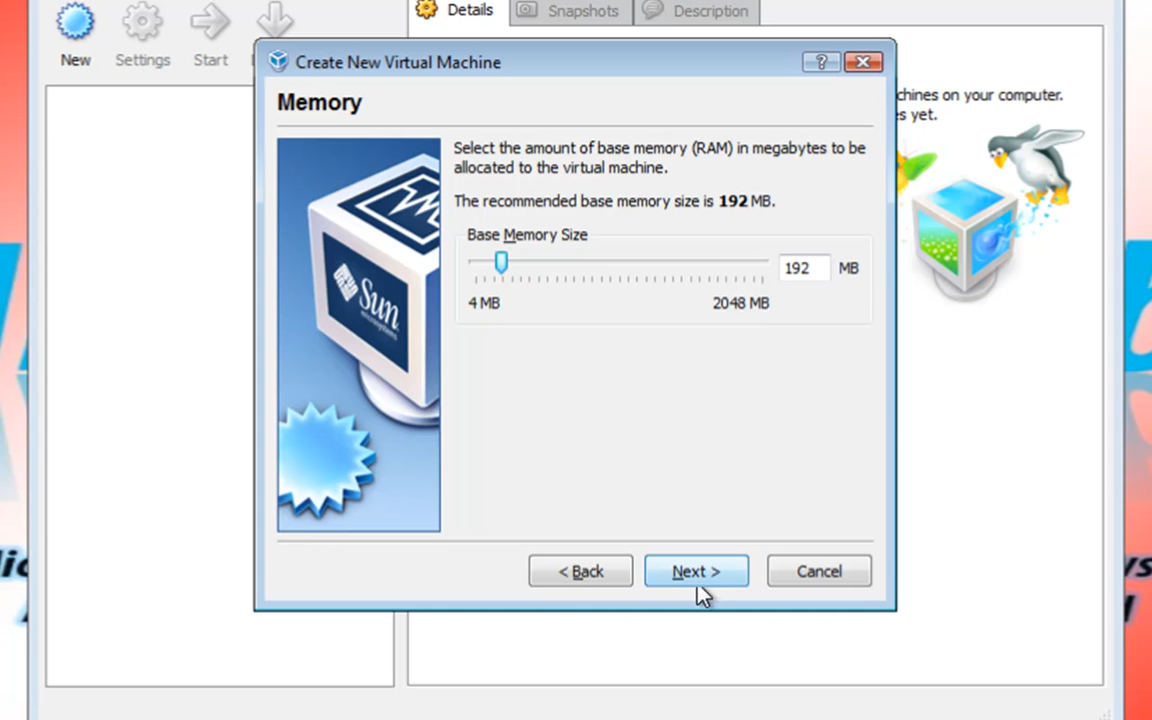 Details
Snapshots
Description
New
Settings
Start
Create New Virtual Machine
?
Memory
chines on your computer.
es yet.
Select the amount of base memory (RAM) in megabytes to be
allocated to the virtual machine.
The recommended base memory size is 192 MB.
Base Memory Size
192 MB
4 MB
2048 MB
Sun
microsystems
< Back
Next >
Cancel